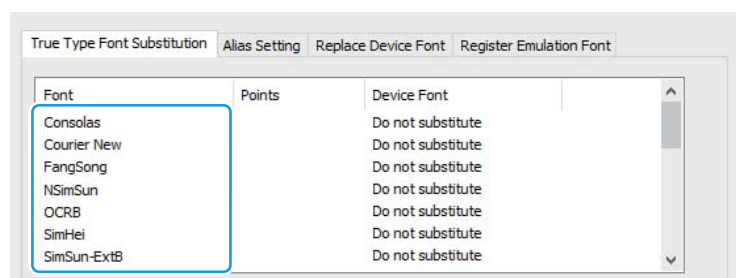 True Type Font Substitution Alias Setting Replace Device Font Register Emulation Font
Font Points Device Font
Consolas Do not substitute
Courier New Do not substitute
FangSong Do not substitute
NSimSun Do not substitute
OCRB Do not substitute
SimHei Do not substitute
SimSun-ExtB Do not substitute